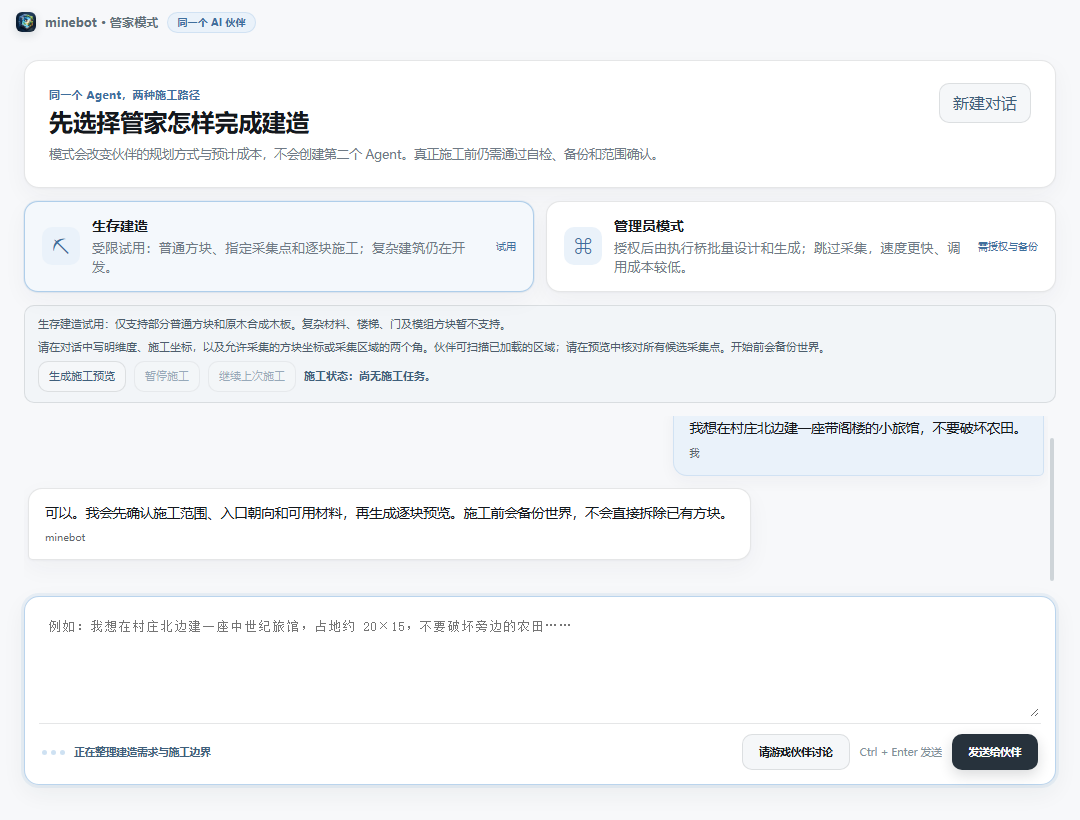 minebot • 管家模式 同一个 AI 伙伴
同一个 Agent，两种施工路径
先选择管家怎样完成建造
模式会改变伙伴的规划方式与预计成本，不会创建第二个 Agent。真正施工前仍需通过自检、备份和范围确认。
新建对话
生存建造
受限试用：普通方块、指定采集点和逐块施工；复杂建筑仍在开
发。
试用
管理员模式
授权后由执行桥批量设计和生成；跳过采集，速度更快、调
用成本较低。
需授权与备份
生存建造试用：仅支持部分普通方块和原木合成木板。复杂材料、楼梯、门及模组方块暂不支持。
请在对话中写明维度、施工坐标，以及允许采集的方块坐标或采集区域的两个角。伙伴可扫描已加载的区域；请在预览中核对所有候选采集点。开始前会备份世界。
生成施工预览 暂停施工 继续上次施工 施工状态：尚无施工任务。
我想在村庄北边建一座带阁楼的小旅馆，不要破坏农田。
我
可以。我会先确认施工范围、入口朝向和可用材料，再生成逐块预览。施工前会备份世界，不会直接拆除已有方块。
minebot
例如：我想在村庄北边建一座中世纪旅馆，占地约 20×15，不要破坏旁边的农田……
正在整理建造需求与施工边界
请游戏伙伴讨论 Ctrl + Enter 发送 发送给伙伴